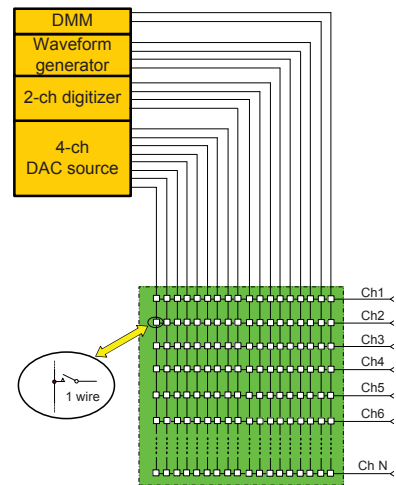 DMM
Waveform
generator
2-ch digitizer
4-ch
DAC source
Ch1
Ch2
Ch3
Ch4
Ch5
Ch6
Ch N
1 wire